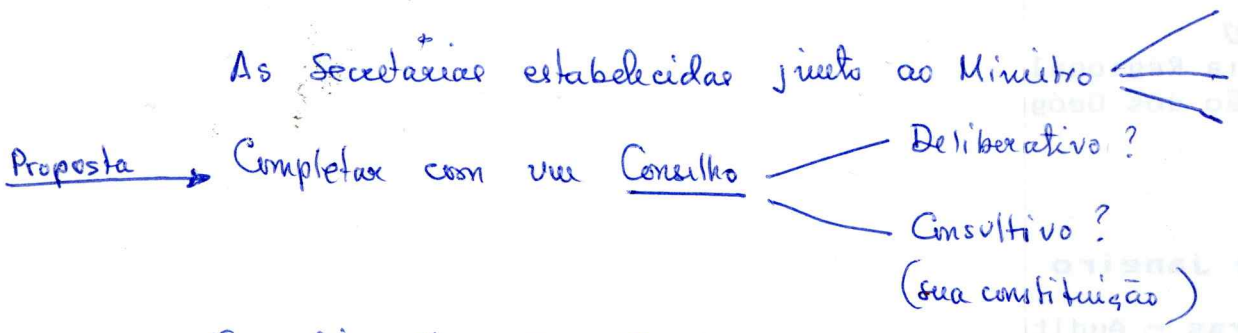 As Secretarias estabelecidas junto ao Ministro
Proposta Completar com um Conselho
Deliberativo ?
Consultivo ?
(sua constituição)